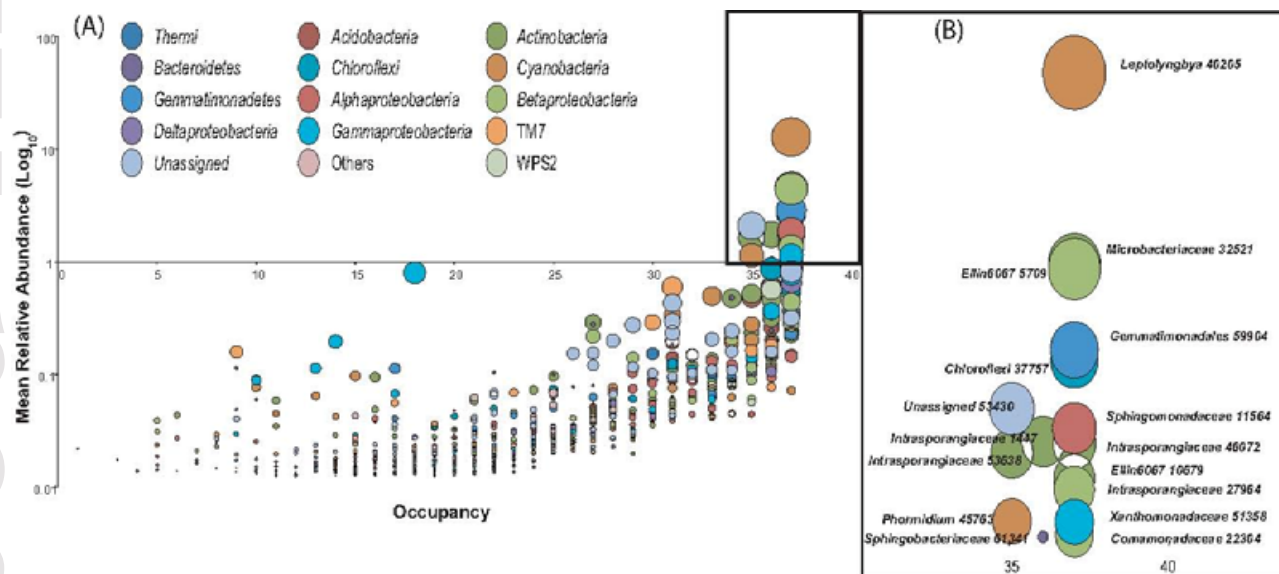 (A)
Thermi
Acidobacteria
Actinobacteria
Bacteroidetes
Chloroflexi
Cyanobacteria
Gemmatimonadetes
Alphaproteobacteria
Betaproteobacteria
Deltaproteobacteria
Gammaproteobacteria
TM7
Unassigned
Others
WPS2
Mean Relative Abundance (Log10)
100
10
1
0.1
0.01
0 5 10 15 20 25 30 35 40
Occupancy
(B)
Leptolyngbya 46265
Microbacteriaceae 32521
Ellin6067 5709
Gemmatimonadales 59904
Chloroflexi 37757
Unassigned 53430
Sphingomonadaceae 11564
Intrasporangiaceae 1447
Intrasporangiaceae 46672
Intrasporangiaceae 53638
Ellin6067 10679
Intrasporangiaceae 27964
Phormidium 45763
Xanthomonadaceae 51358
Sphingobacteriaceae 61341
Comamonadaceae 22364
35 40